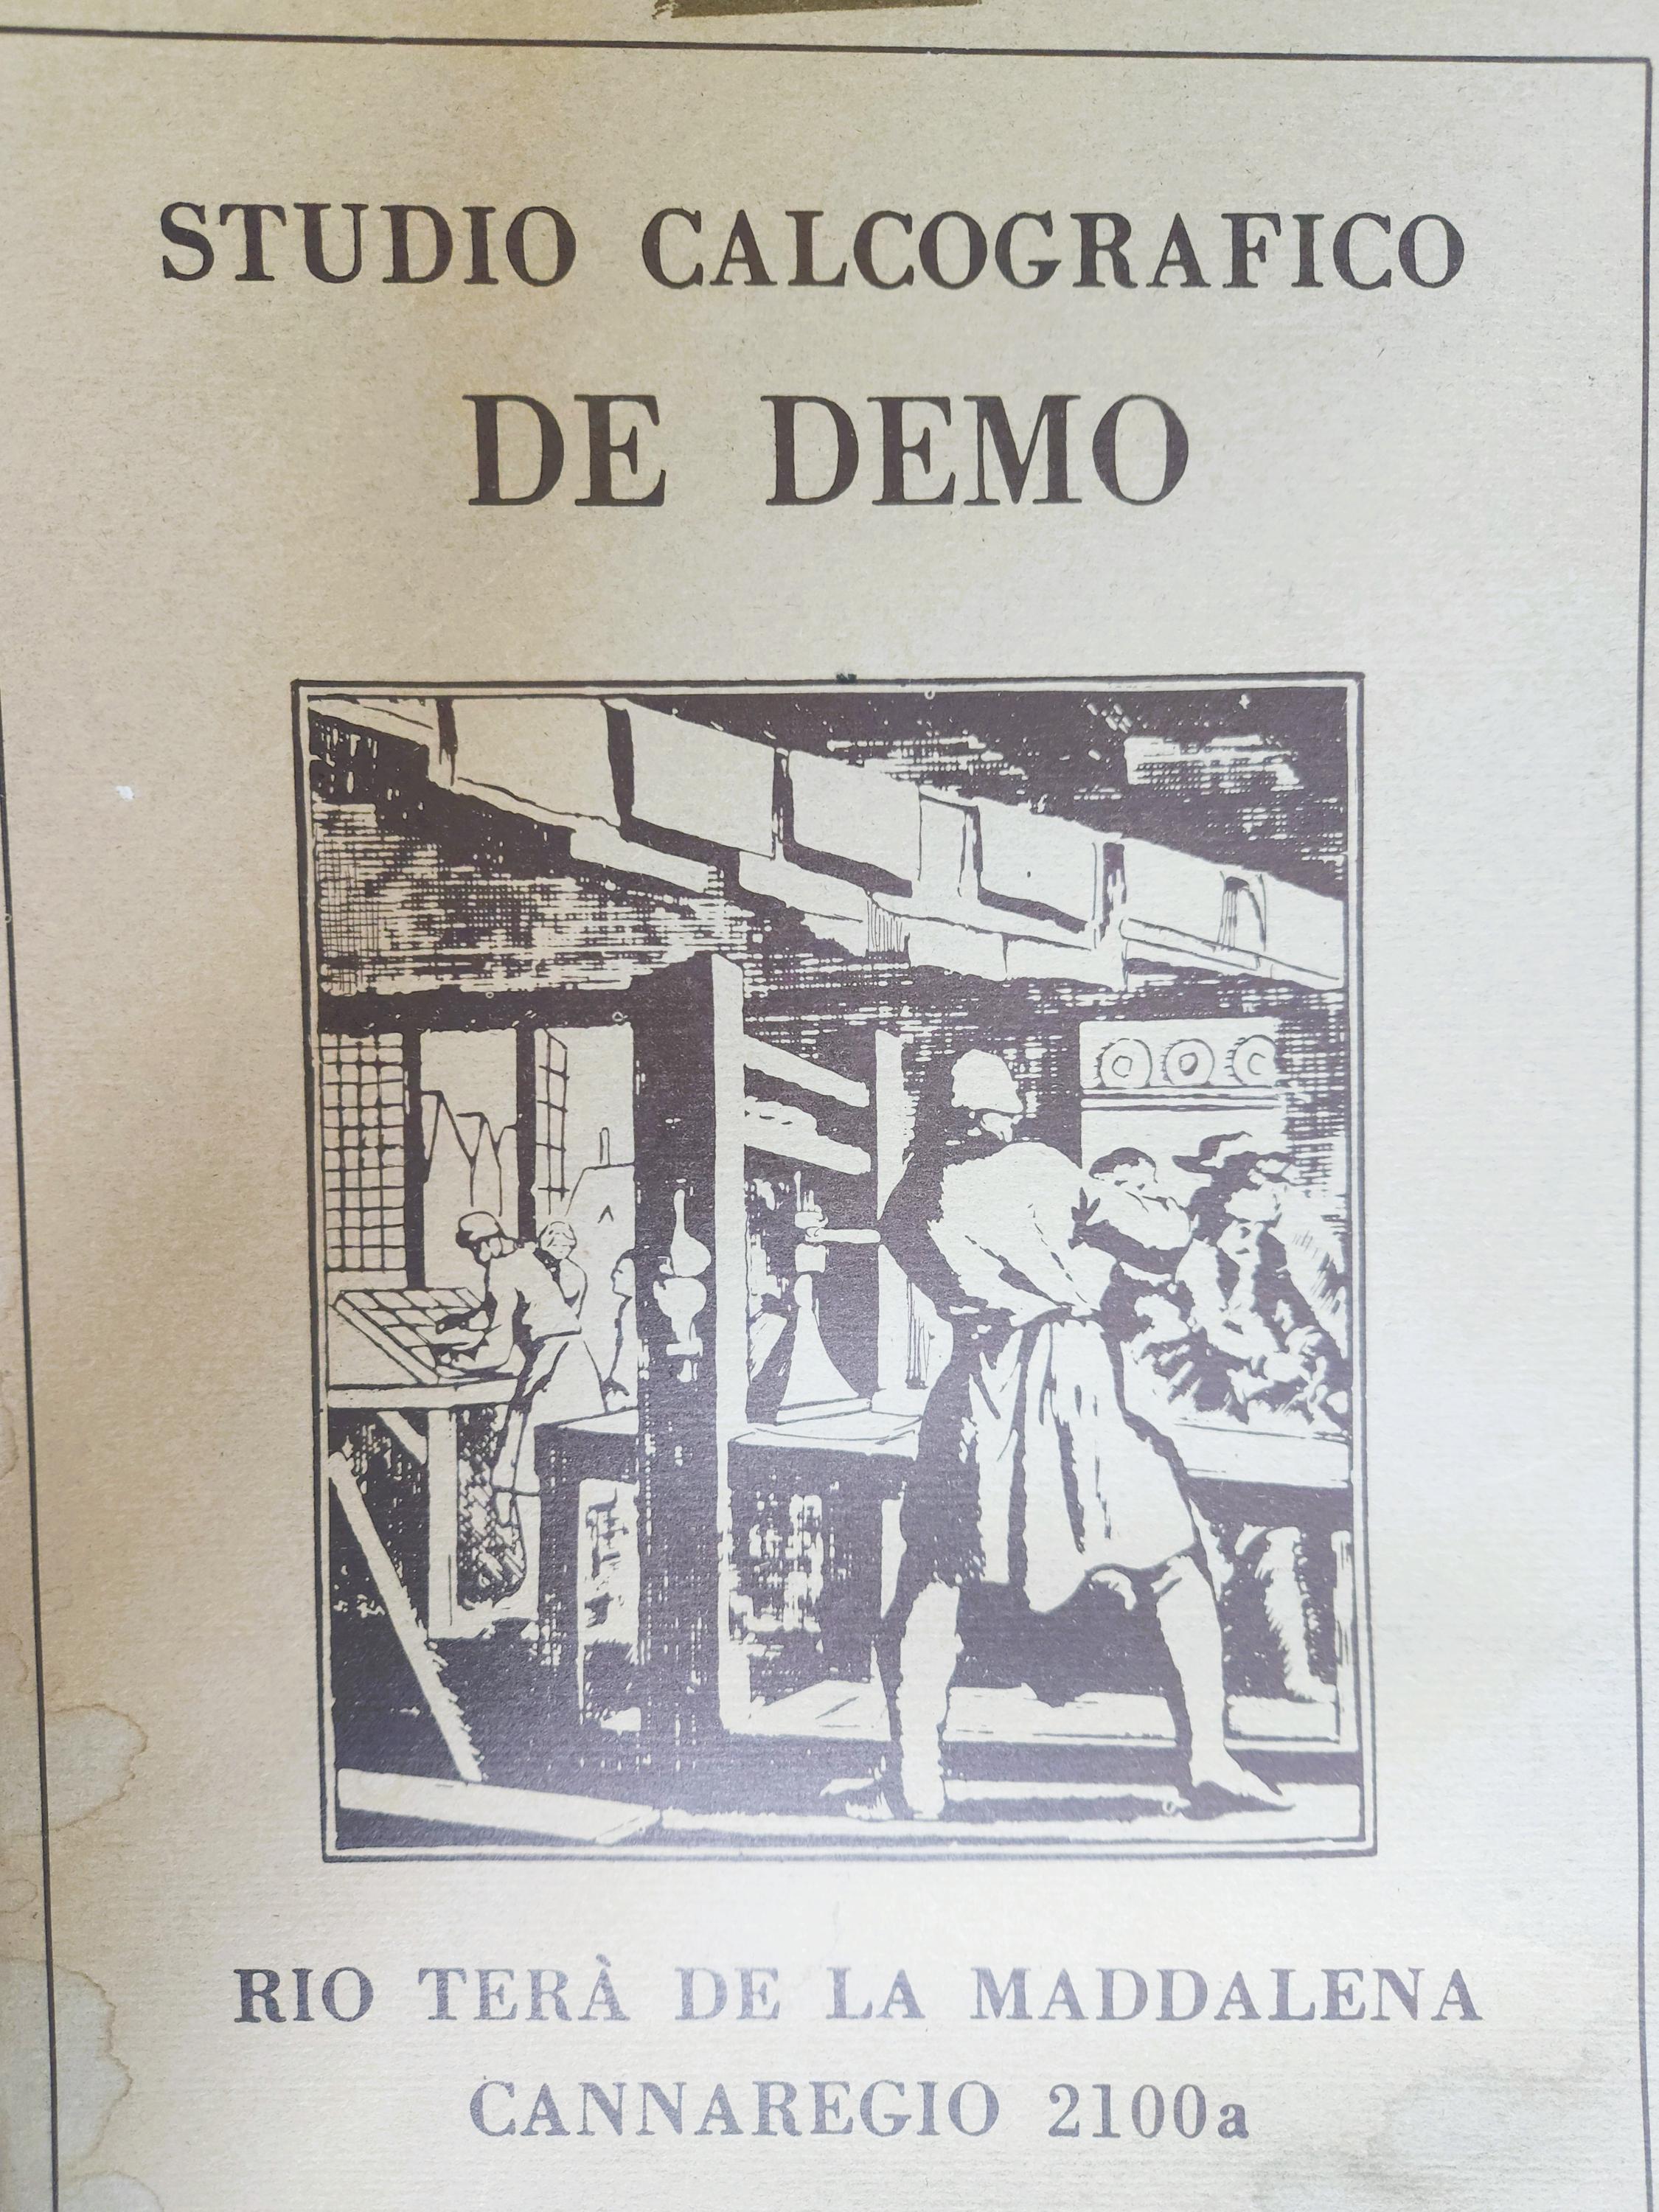 STUDIO CALCOGRAFICO
DE DEMO
RIO TERÀ DE LA MADDALENA
CANNAREGIO 2100a